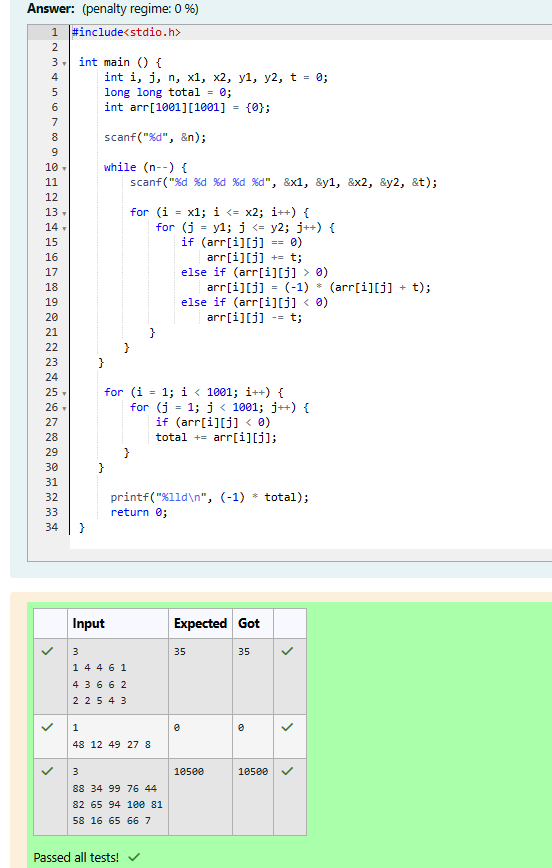 Answer: (penalty regime: 0 %)
1 #include<stdio.h>
2
3 int main () {
4     int i, j, n, x1, x2, y1, y2, t = 0;
5     long long total = 0;
6     int arr[1001][1001] = {0};
7
8     scanf("%d", &n);
9
10     while (n--) {
11         scanf("%d %d %d %d %d", &x1, &y1, &x2, &y2, &t);
12
13         for (i = x1; i <= x2; i++) {
14             for (j = y1; j <= y2; j++) {
15                 if (arr[i][j] == 0)
16                     arr[i][j] += t;
17                 else if (arr[i][j] > 0)
18                     arr[i][j] = (-1) * (arr[i][j] + t);
19                 else if (arr[i][j] < 0)
20                     arr[i][j] -= t;
21             }
22         }
23     }
24
25     for (i = 1; i < 1001; i++) {
26         for (j = 1; j < 1001; j++) {
27             if (arr[i][j] < 0)
28             total += arr[i][j];
29         }
30     }
31
32      printf("%lld\n", (-1) * total);
33      return 0;
34 }
Input Expected Got
3 35 35
1 4 4 6 1
4 3 6 6 2
2 2 5 4 3
1 0 0
48 12 49 27 8
3 10500 10500
88 34 99 76 44
82 65 94 100 81
58 16 65 66 7
Passed all tests!